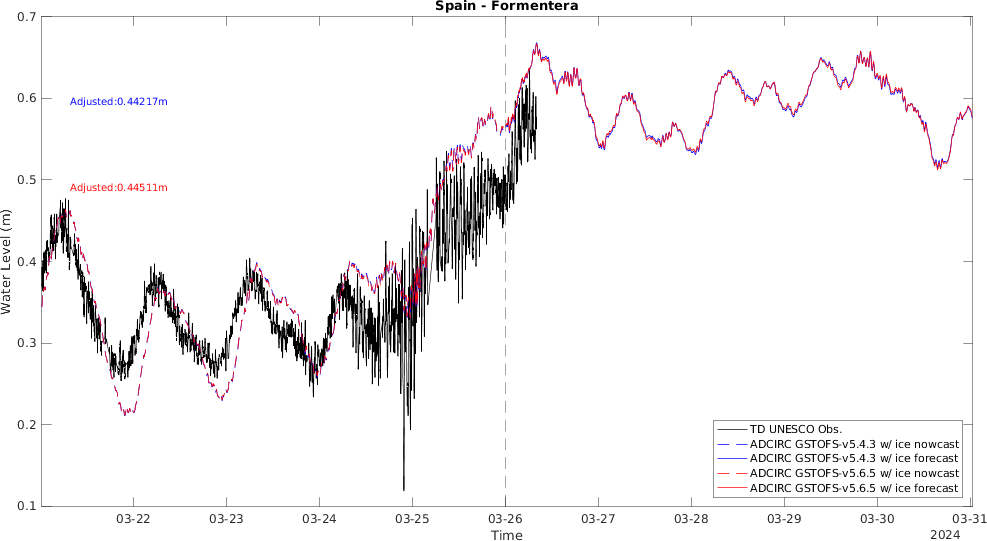 Spain - Formentera
0.7
0.6
0.5
0.4
0.3
0.2
0.1
Water Level (m)
Adjusted:0.44217m
Adjusted:0.44511m
TD UNESCO Obs.
ADCIRC GSTOFS-v5.4.3 w/ ice nowcast
ADCIRC GSTOFS-v5.4.3 w/ ice forecast
ADCIRC GSTOFS-v5.6.5 w/ ice nowcast
ADCIRC GSTOFS-v5.6.5 w/ ice forecast
03-22 03-23 03-24 03-25 03-26 03-27 03-28 03-29 03-30 03-31
Time
2024